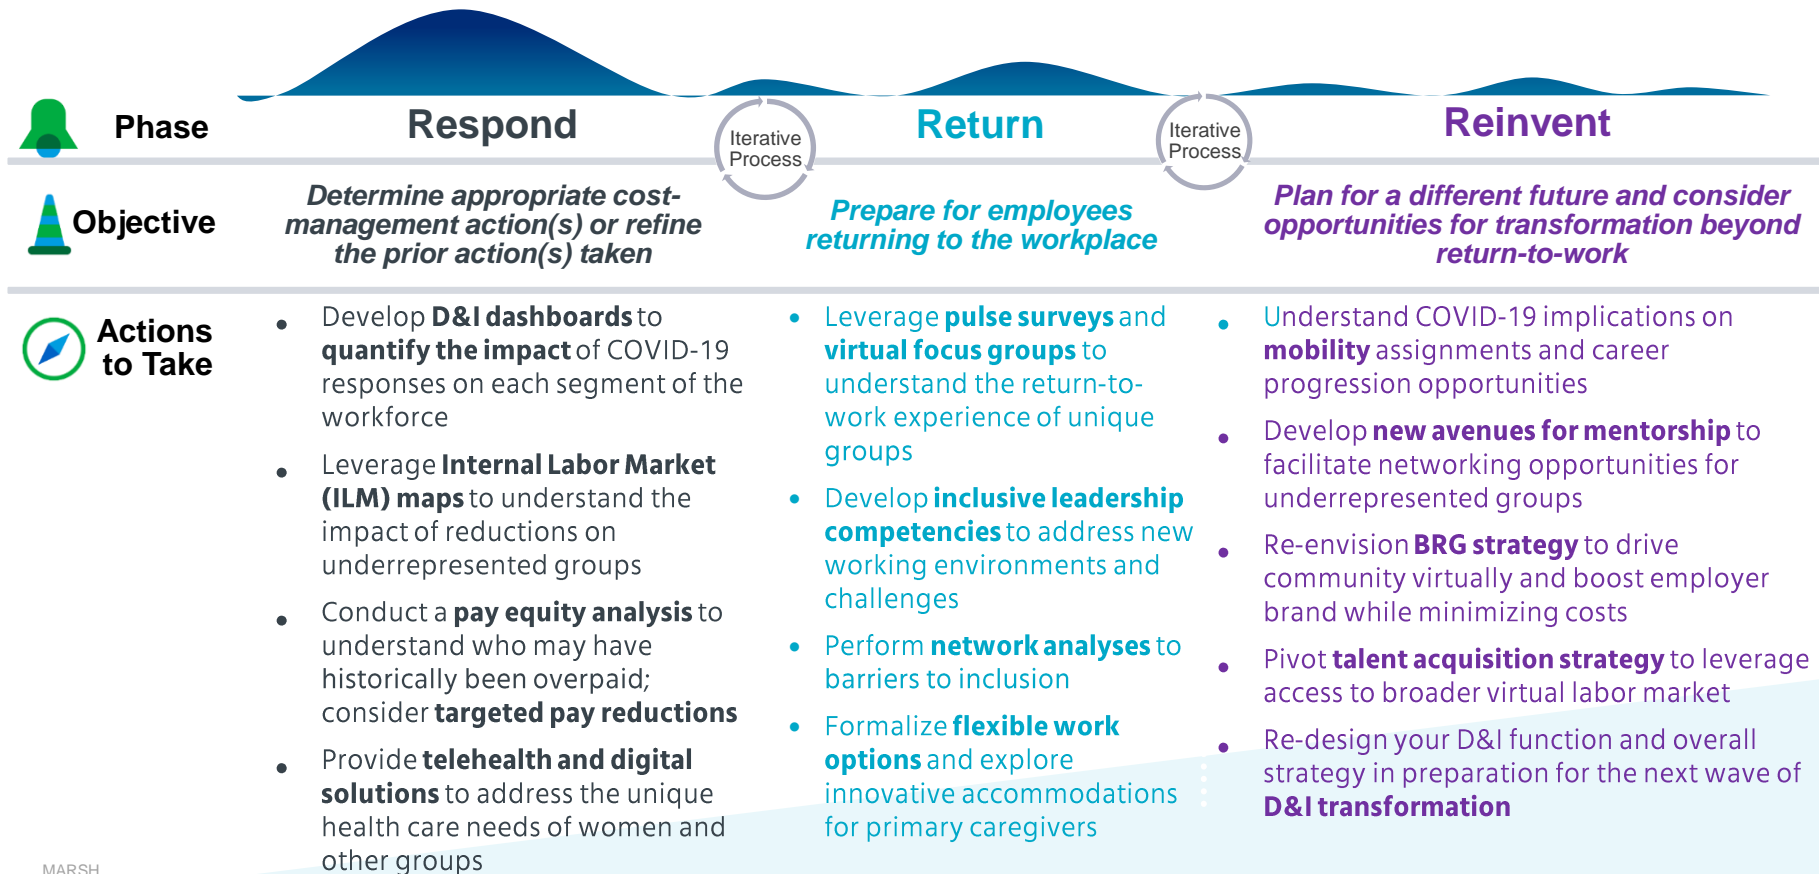 Phase
Respond
Iterative
Process
Return
Iterative
Process
Reinvent
Objective
Determine appropriate cost-
management action(s) or refine
the prior action(s) taken
Prepare for employees
returning to the workplace
Plan for a different future and consider
opportunities for transformation beyond
return-to-work
Actions
to Take
• Develop D&I dashboards to
quantify the impact of COVID-19
responses on each segment of the
workforce
• Leverage Internal Labor Market
(ILM) maps to understand the
impact of reductions on
underrepresented groups
• Conduct a pay equity analysis to
understand who may have
historically been overpaid;
consider targeted pay reductions
• Provide telehealth and digital
solutions to address the unique
health care needs of women and
other groups
• Leverage pulse surveys and
virtual focus groups to
understand the return-to-
work experience of unique
groups
• Develop inclusive leadership
competencies to address new
working environments and
challenges
• Perform network analyses to
barriers to inclusion
• Formalize flexible work
options and explore
innovative accommodations
for primary caregivers
• Understand COVID-19 implications on
mobility assignments and career
progression opportunities
• Develop new avenues for mentorship to
facilitate networking opportunities for
underrepresented groups
• Re-envision BRG strategy to drive
community virtually and boost employer
brand while minimizing costs
• Pivot talent acquisition strategy to leverage
access to broader virtual labor market
• Re-design your D&I function and overall
strategy in preparation for the next wave of
D&I transformation
MARSH